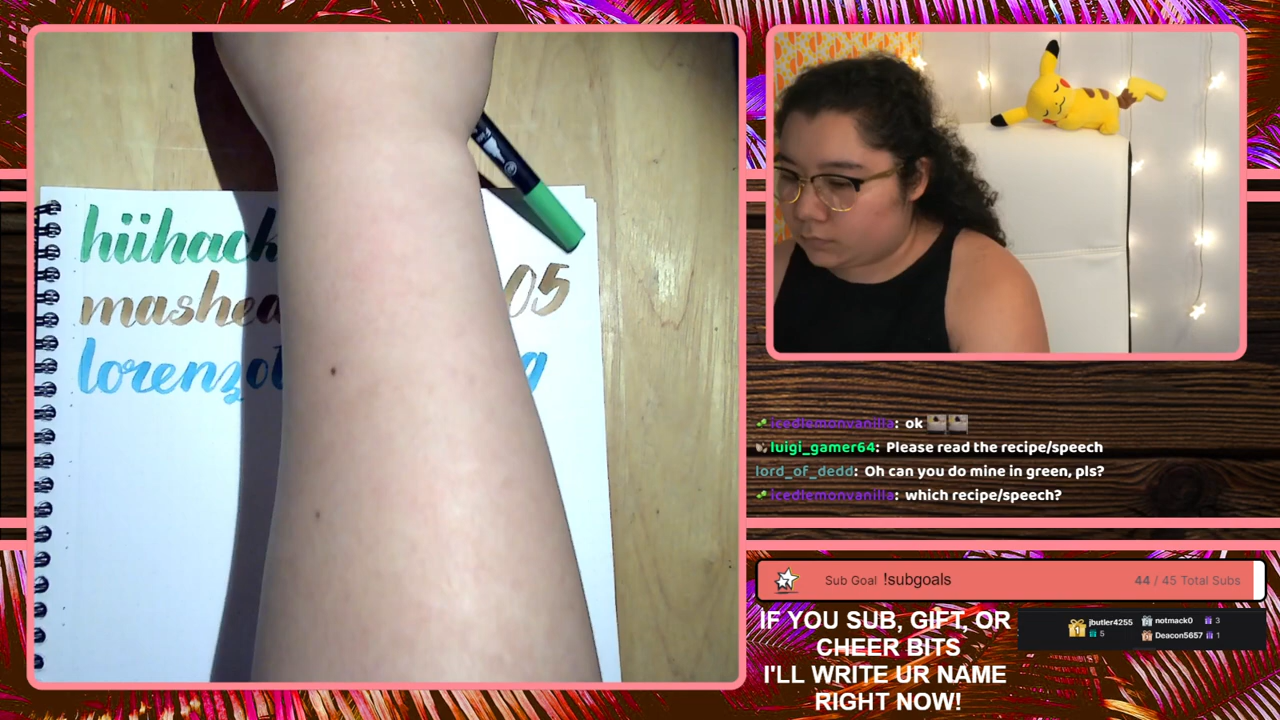 hiihack
mashed 05
lorenzo g
icedlemonvanilla: ok
luigi_gamer64: Please read the recipe/speech
lord_of_dedd: Oh can you do mine in green, pls?
icedlemonvanilla: which recipe/speech?
Sub Goal !subgoals 44 / 45 Total Subs
IF YOU SUB, GIFT, OR
CHEER BITS
I'LL WRITE UR NAME
RIGHT NOW!
1 jbutler4255 5
notmack0 3
Deacon5657 1